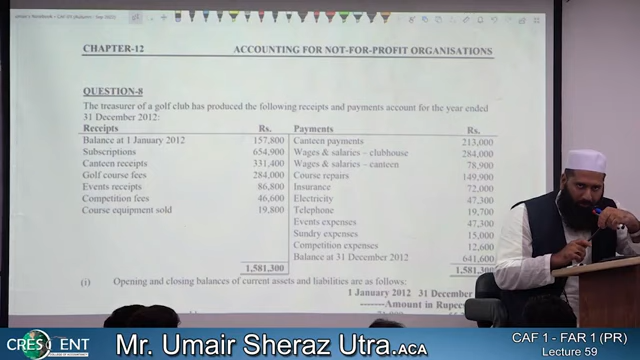 umair's Notebook
CHAPTER-12 ACCOUNTING FOR NOT-FOR-PROFIT ORGANISATIONS
QUESTION-8
The treasurer of a golf club has produced the following receipts and payments account for the year ended
31 December 2012:
Receipts Rs. Payments Rs.
Balance at 1 January 2012 157,800 Canteen payments 213,000
Subscriptions 654,900 Wages & salaries – clubhouse 284,000
Canteen receipts 331,400 Wages & salaries – canteen 78,900
Golf course fees 284,000 Course repairs 149,900
Events receipts 86,800 Insurance 72,000
Competition fees 46,600 Electricity 47,300
Course equipment sold 19,800 Telephone 19,700
Events expenses 47,300
Sundry expenses 15,000
Competition expenses 12,600
Balance at 31 December 2012 641,600
1,581,300 1,581,300
(i) Opening and closing balances of current assets and liabilities are as follows:
1 January 2012 31 December
--------Amount in Rupee
CRESCENT
Mr. Umair Sheraz Utra.ACA
CAF 1 - FAR 1 (PR)
Lecture 59